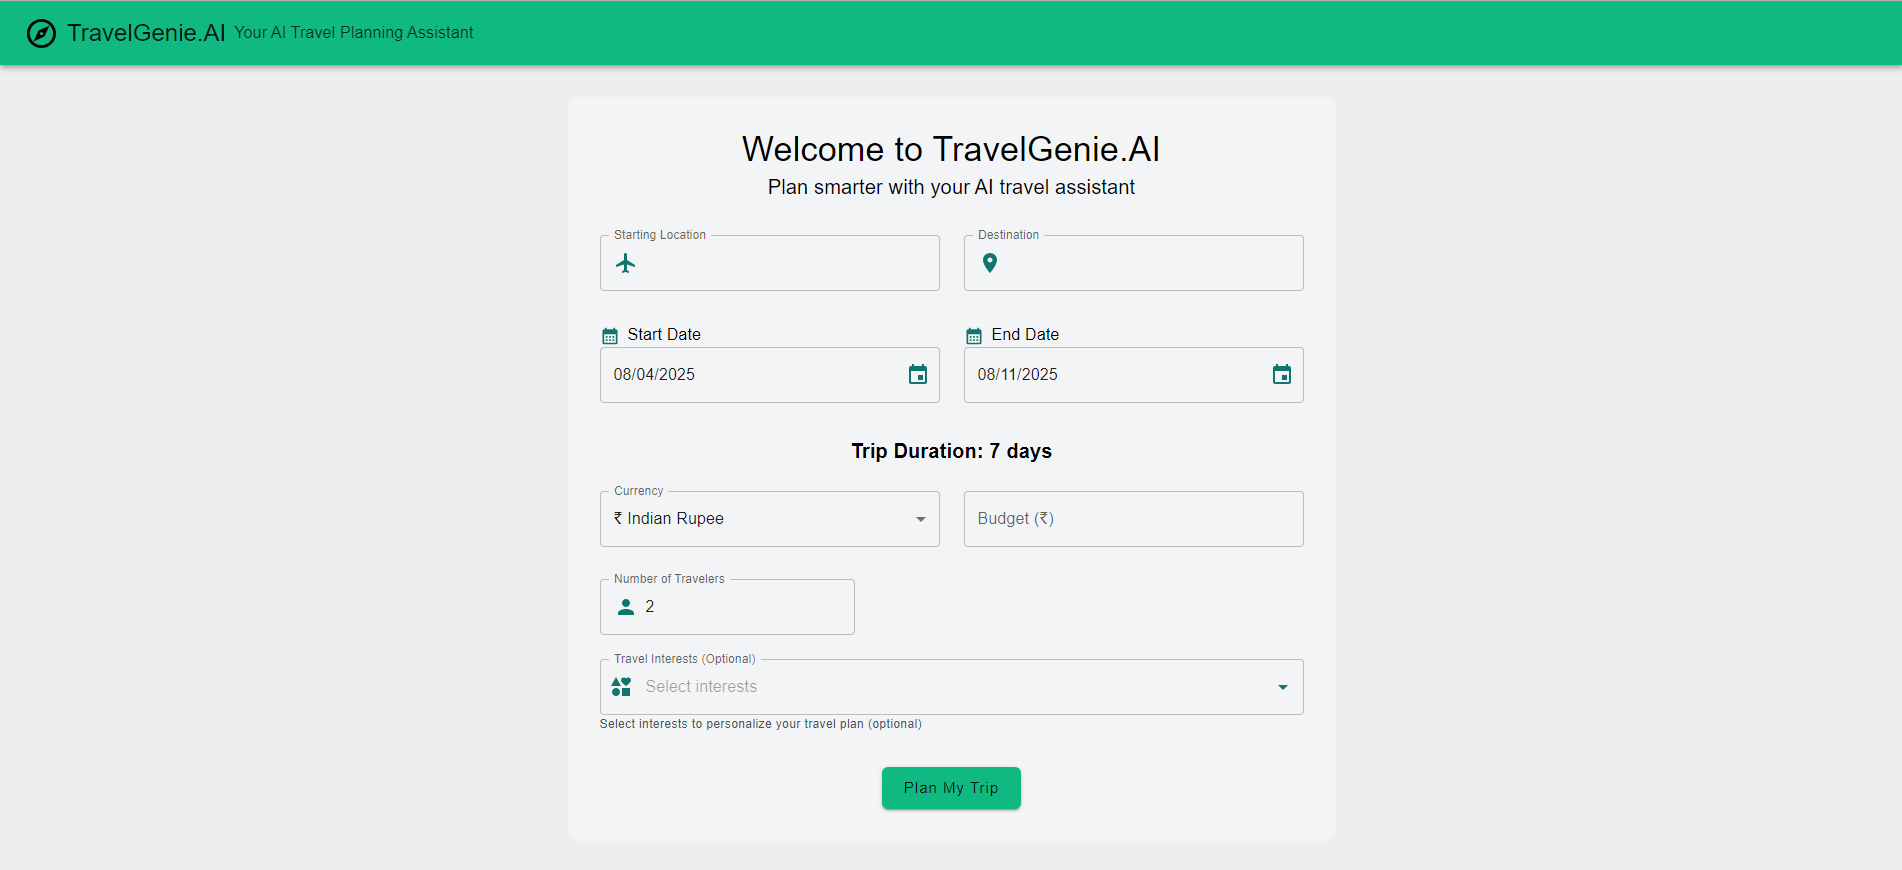 TravelGenie.AI Your AI Travel Planning Assistant
Welcome to TravelGenie.AI
Plan smarter with your AI travel assistant
Starting Location
Destination
Start Date
End Date
08/04/2025
08/11/2025
Trip Duration: 7 days
Currency
₹ Indian Rupee
Budget (₹)
Number of Travelers
2
Travel Interests (Optional)
Select interests
Select interests to personalize your travel plan (optional)
Plan My Trip